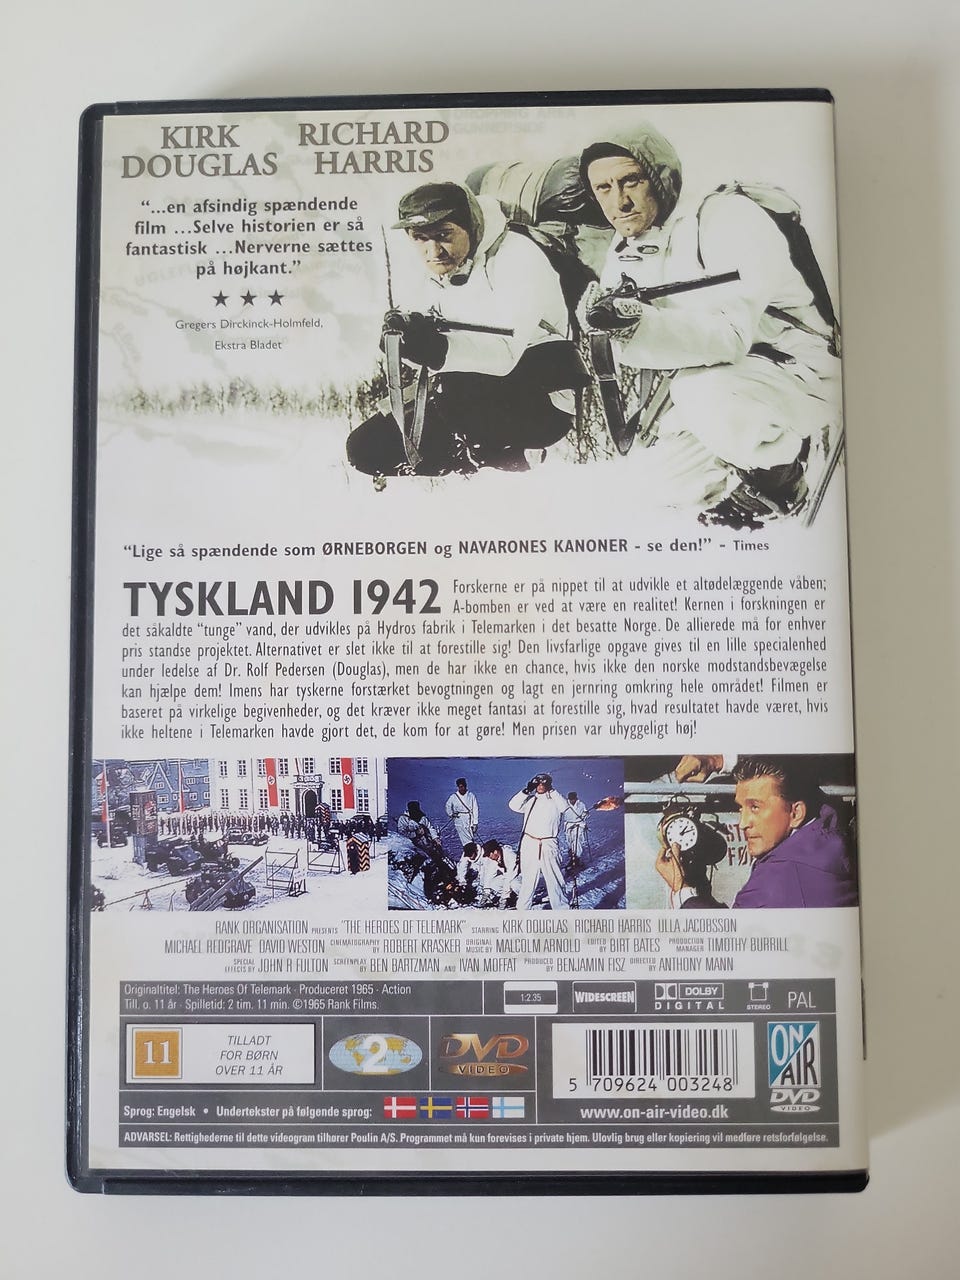 KIRK
DOUGLAS
RICHARD
HARRIS
“...en afsindig spændende
film ...Selve historien er så
fantastisk ...Nerverne sættes
på højkant.”
★ ★ ★
Gregers Dirckinck-Holmfeld,
Ekstra Bladet
“Lige så spændende som ØRNEBORGEN og NAVARONES KANONER - se den!” - Times
TYSKLAND 1942
Forskerne er på nippet til at udvikle et altødelæggende våben;
A-bomben er ved at være en realitet! Kernen i forskningen er
det såkaldte “tunge” vand, der udvikles på Hydros fabrik i Telemarken i det besatte Norge. De allierede må for enhver
pris standse projektet. Alternativet er slet ikke til at forestille sig! Den livsfarlige opgave gives til en lille specialenhed
under ledelse af Dr. Rolf Pedersen (Douglas), men de har ikke en chance, hvis ikke den norske modstandsbevægelse
kan hjælpe dem! Imens har tyskerne forstærket bevogtningen og lagt en jernring omkring hele området! Filmen er
baseret på virkelige begivenheder, og det kræver ikke meget fantasi at forestille sig, hvad resultatet havde været, hvis
ikke heltene i Telemarken havde gjort det, de kom for at gøre! Men prisen var uhyggeligt høj!
RANK ORGANISATION PRESENTS "THE HEROES OF TELEMARK" STARRING KIRK DOUGLAS RICHARD HARRIS ULLA JACOBSSON
MICHAEL REDGRAVE DAVID WESTON CINEMATOGRAPHY BY ROBERT KRASKER ORIGINAL MUSIC BY MALCOLM ARNOLD EDITED BY BIRT BATES PRODUCTION MANAGER TIMOTHY BURRILL
SPECIAL EFFECTS BY JOHN R FULTON SCREENPLAY BY BEN BARTZMAN AND IVAN MOFFAT PRODUCED BY BENJAMIN FISZ DIRECTED BY ANTHONY MANN
Originaltitel: The Heroes Of Telemark · Produceret 1965 · Action
Till. o. 11 år · Spilletid: 2 tim. 11 min. ©1965 Rank Films.
1:2.35
WIDESCREEN
DOLBY
DIGITAL
STEREO
PAL
11
TILLADT
FOR BØRN
OVER 11 ÅR
2
DVD
VIDEO
5 709624 003248
ON
AIR
DVD
VIDEO
Sprog: Engelsk • Undertekster på følgende sprog:
www.on-air-video.dk
ADVARSEL: Rettighederne til dette videogram tilhører Poulin A/S. Programmet må kun forevises i private hjem. Ulovlig brug eller kopiering vil medføre retsforfølgelse.